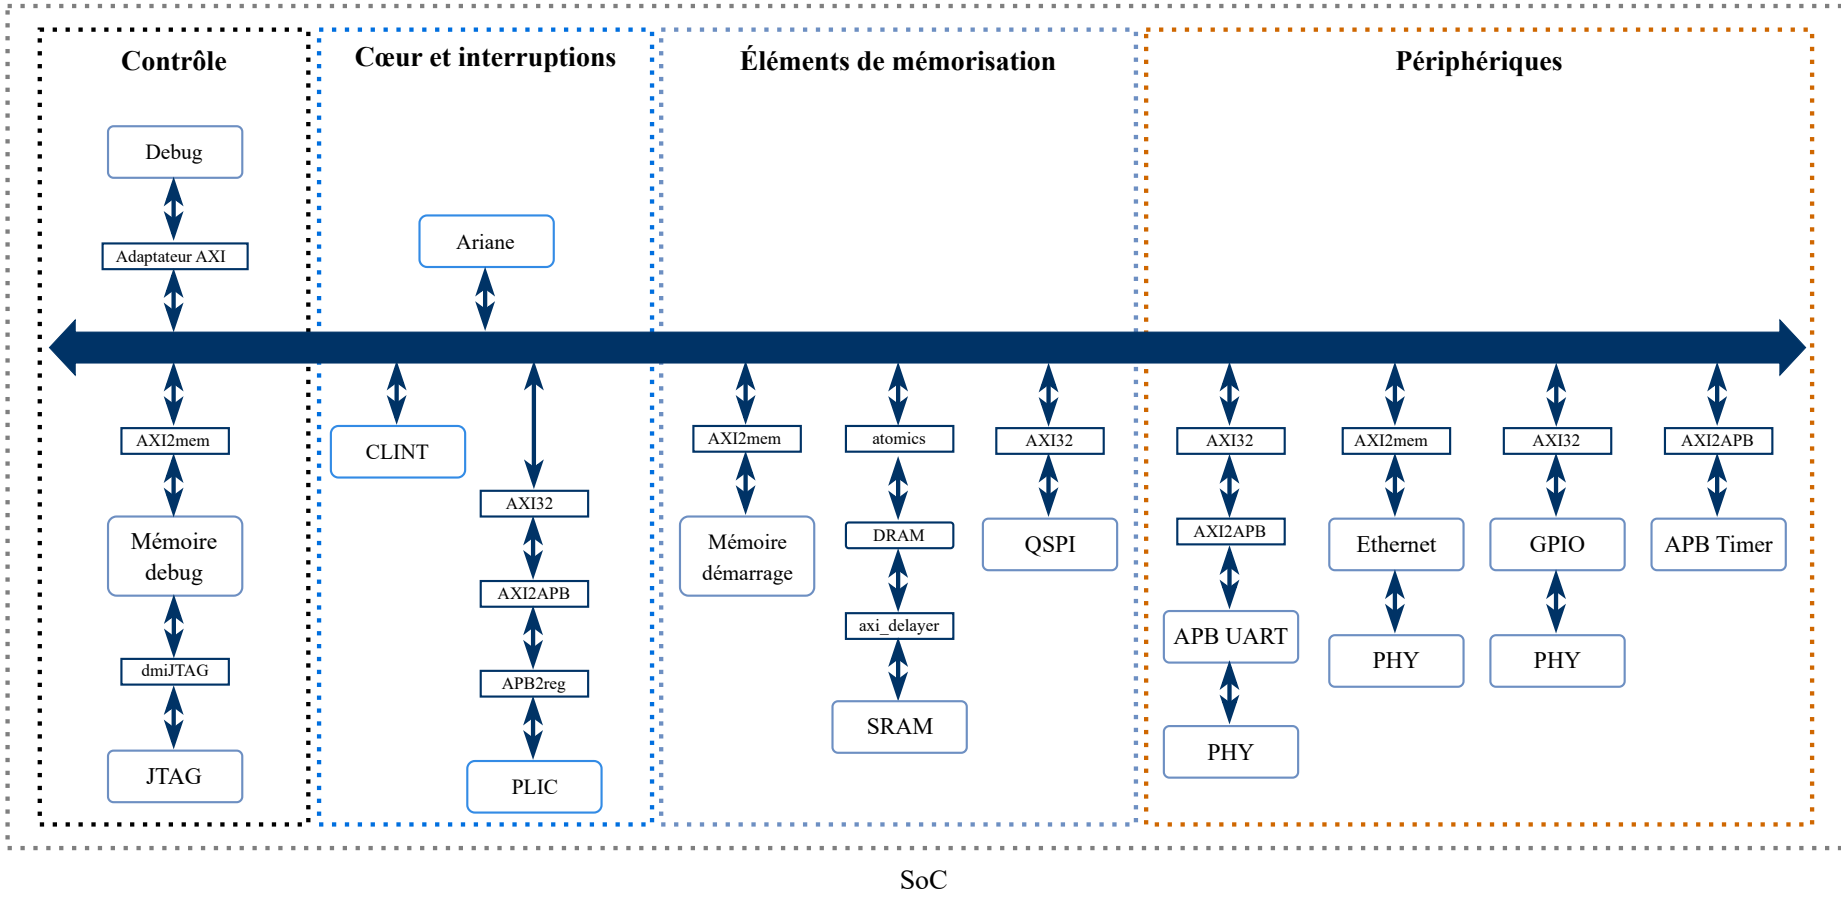 Contrôle
Debug
Adaptateur AXI
AXI2mem
Mémoire
debug
dmiJTAG
JTAG
Cœur et interruptions
Ariane
CLINT
AXI32
AXI2APB
APB2reg
PLIC
Éléments de mémorisation
AXI2mem
Mémoire
démarrage
atomics
DRAM
axi_delayer
SRAM
AXI32
QSPI
Périphériques
AXI32
AXI2APB
APB UART
PHY
AXI2mem
Ethernet
PHY
AXI32
GPIO
PHY
AXI2APB
APB Timer
SoC